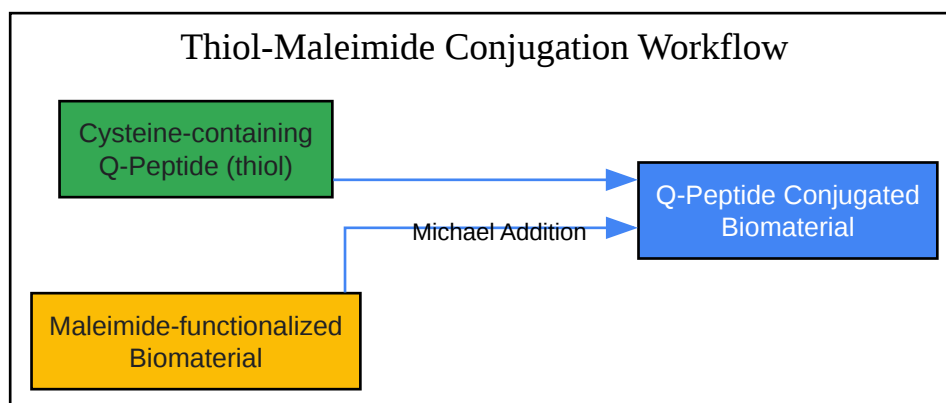 Thiol-Maleimide Conjugation Workflow
Cysteine-containing
Q-Peptide (thiol)
Q-Peptide Conjugated
Biomaterial
Michael Addition
Maleimide-functionalized
Biomaterial